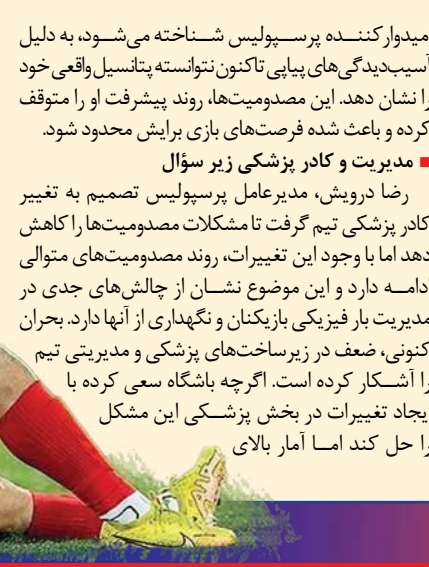 میدوارکننده پرسپولیس شناخته می‌شود، به دلیل
آسیب‌دیدگی‌های پیاپی تاکنون نتوانسته پتانسیل واقعی خود
را نشان دهد. این مصدومیت‌ها، روند پیشرفت او را متوقف
کرده و باعث شده فرصت‌های بازی برایش محدود شود.
مدیریت و کادر پزشکی زیر سؤال
رضا درویش، مدیرعامل پرسپولیس تصمیم به تغییر
کادر پزشکی تیم گرفت تا مشکلات مصدومیت‌ها را کاهش
دهد اما با وجود این تغییرات، روند مصدومیت‌های متوالی
ادامه دارد و این موضوع نشان از چالش‌های جدی در
مدیریت بار فیزیکی بازیکنان و نگهداری از آنها دارد. بحران
کنونی، ضعف در زیرساخت‌های پزشکی و مدیریتی تیم
را آشکار کرده است. اگرچه باشگاه سعی کرده با
یجاد تغییرات در بخش پزشکی این مشکل
را حل کند اما آمار بالای